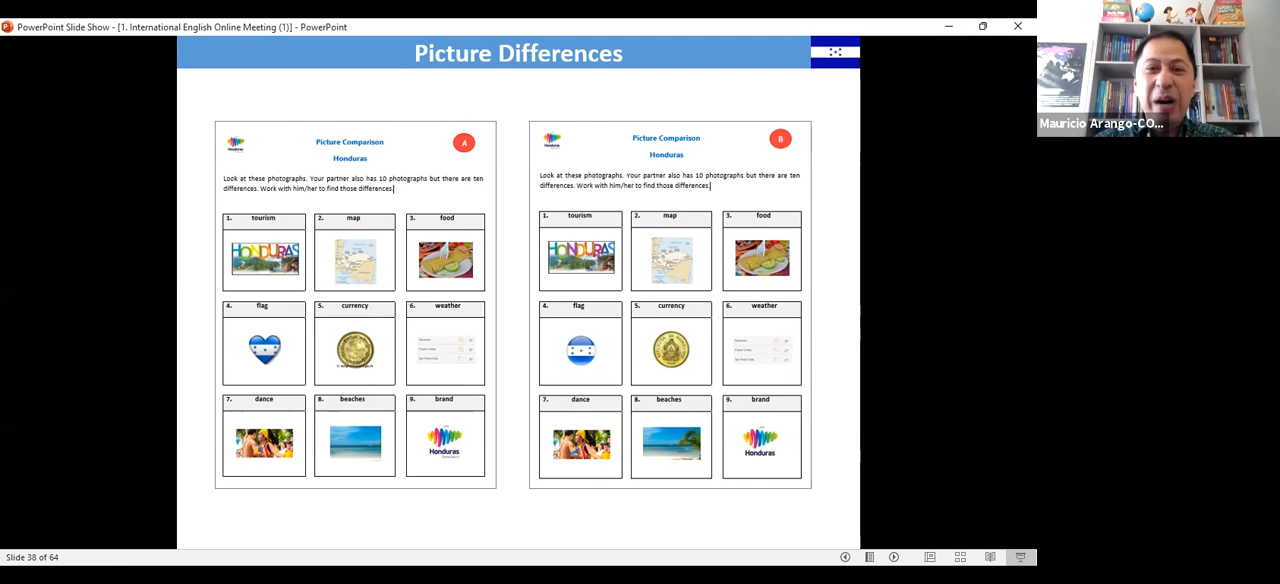 PowerPoint Slide Show - [1. International English Online Meeting (1)] - PowerPoint
Picture Differences
Honduras
Picture Comparison
A
Honduras
Look at these photographs. Your partner also has 10 photographs but there are ten
differences. Work with him/her to find those differences.
1. tourism
2. map
3. food
HONDURAS
4. flag
5. currency
6. weather
7. dance
8. beaches
9. brand
Honduras
Honduras
Picture Comparison
B
Honduras
Look at these photographs. Your partner also has 10 photographs but there are ten
differences. Work with him/her to find those differences.
1. tourism
2. map
3. food
HONDURAS
4. flag
5. currency
6. weather
7. dance
8. beaches
9. brand
Honduras
Mauricio Arango-CO...
Slide 38 of 64